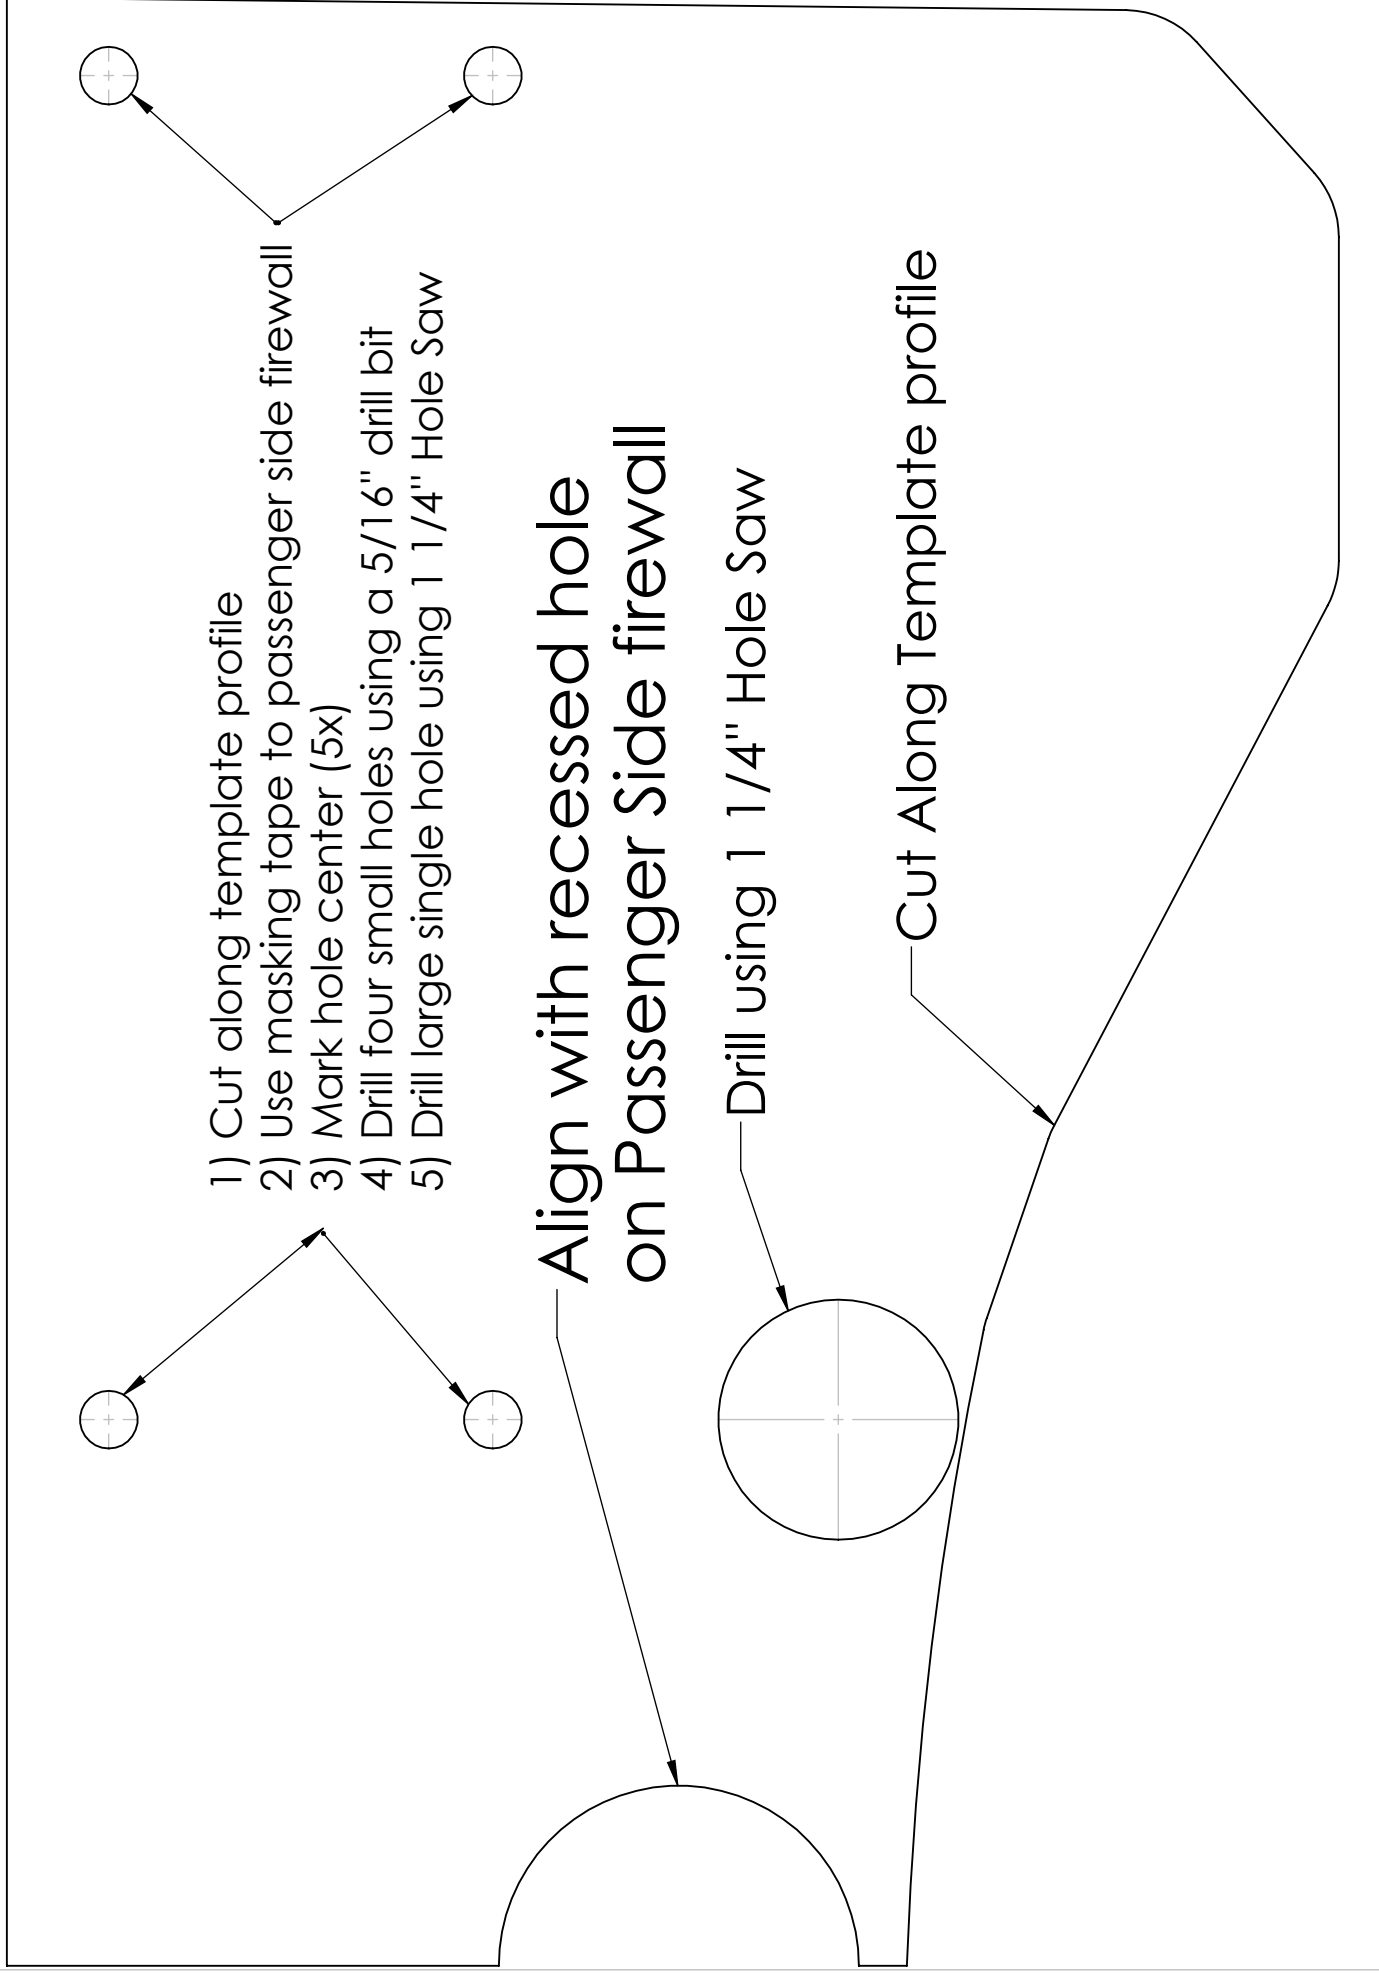 1) Cut along template profile
2) Use masking tape to passenger side firewall
3) Mark hole center (5x)
4) Drill four small holes using a 5/16" drill bit
5) Drill large single hole using 1 1/4" Hole Saw
Align with recessed hole
on Passenger Side firewall
Drill using 1 1/4" Hole Saw
Cut Along Template profile